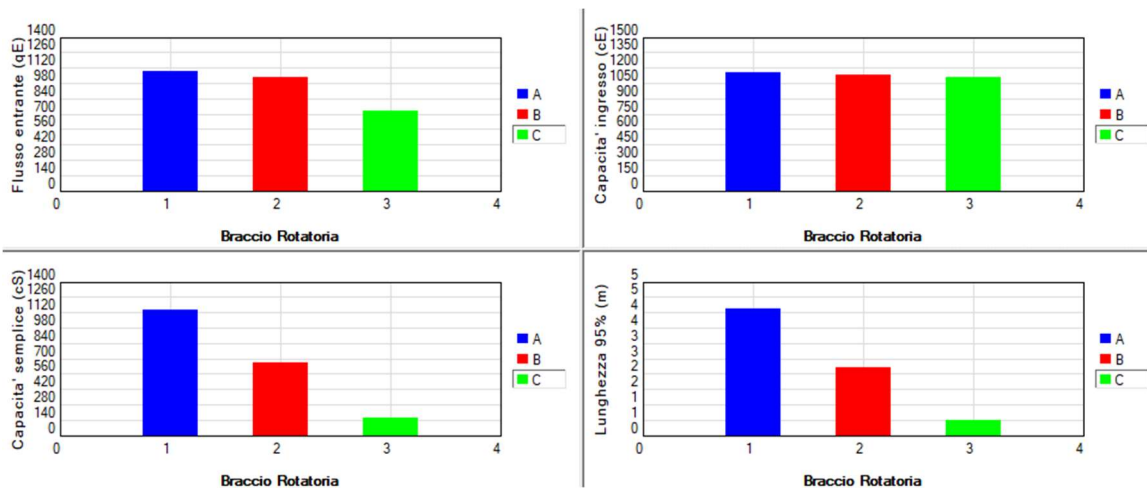 Flusso entrante (qE)
1400
1260
1120
980
840
700
560
420
280
140
0
0 1 2 3 4
Braccio Rotatoria
A
B
C
Capacita' ingresso (cE)
1500
1350
1200
1050
900
750
600
450
300
150
0
0 1 2 3 4
Braccio Rotatoria
A
B
C
Capacita' semplice (cS)
1400
1260
1120
980
840
700
560
420
280
140
0
0 1 2 3 4
Braccio Rotatoria
A
B
C
Lunghezza 95% (m)
5
5
4
4
3
3
2
2
1
1
0
0 1 2 3 4
Braccio Rotatoria
A
B
C